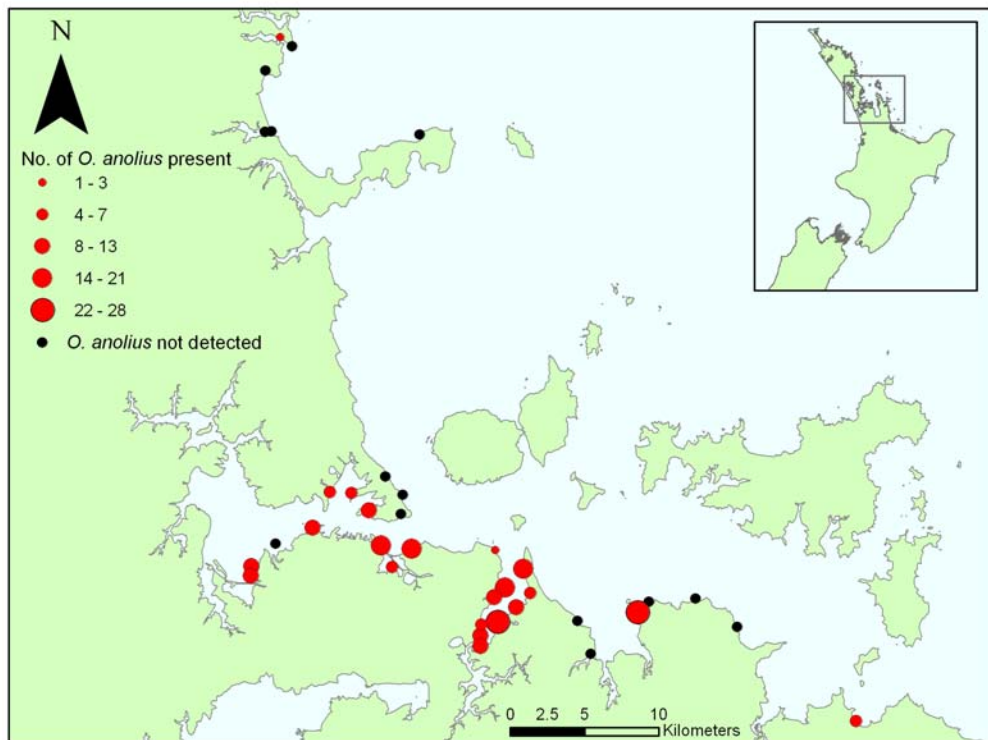 N
No. of O. anolius present
1 - 3
4 - 7
8 - 13
14 - 21
22 - 28
O. anolius not detected
0 2.5 5 10
Kilometers